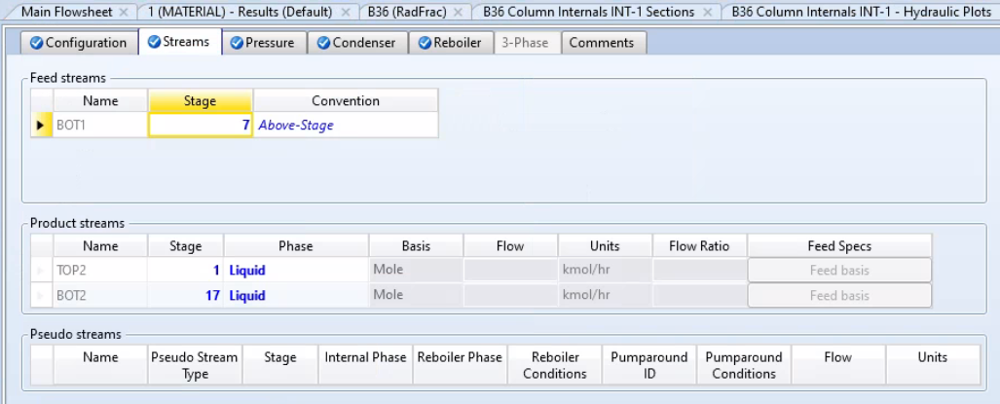 Main Flowsheet × 1 (MATERIAL) - Results (Default) × B36 (RadFrac) × B36 Column Internals INT-1 Sections × B36 Column Internals INT-1 - Hydraulic Plots
Configuration Streams Pressure Condenser Reboiler 3-Phase Comments
Feed streams
Name Stage Convention
BOT1 7 Above-Stage
Product streams
Name Stage Phase Basis Flow Units Flow Ratio Feed Specs
TOP2 1 Liquid Mole kmol/hr Feed basis
BOT2 17 Liquid Mole kmol/hr Feed basis
Pseudo streams
Name Pseudo Stream Stage Internal Phase Reboiler Phase Reboiler Pumparound Pumparound Flow Units
Type Conditions ID Conditions